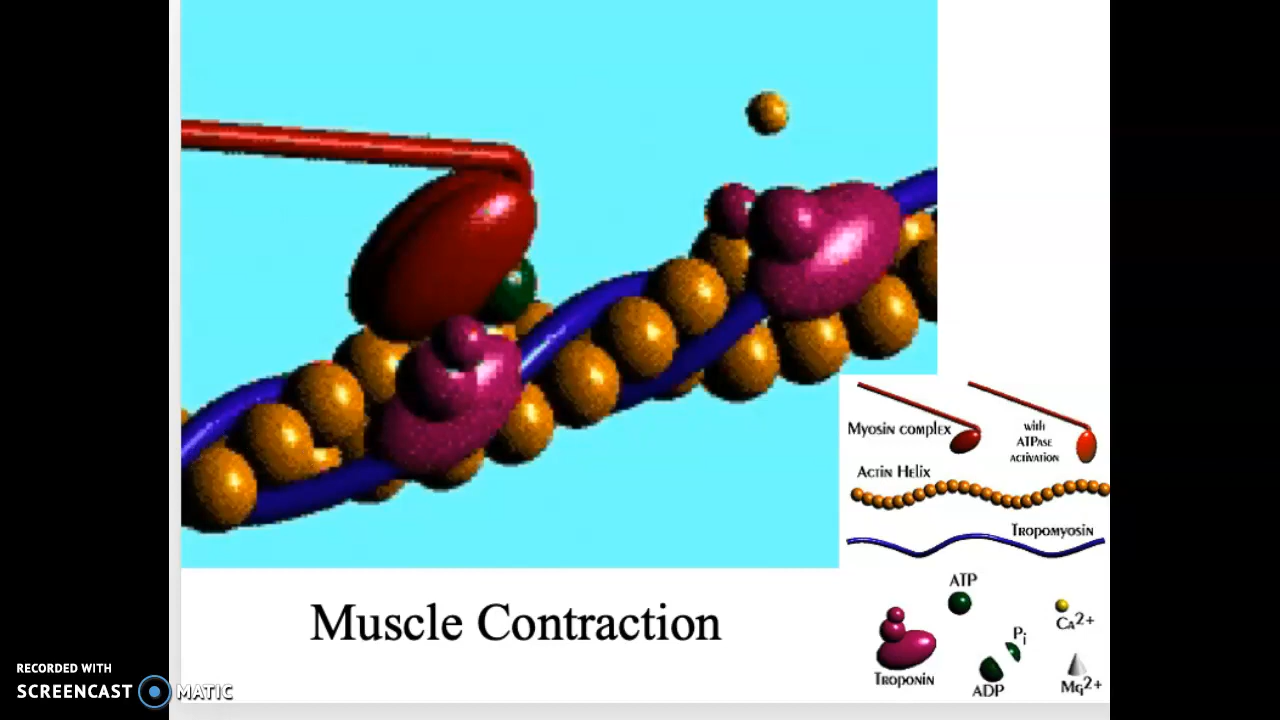 Myosin complex
with
ATPase
activation
Actin Helix
Tropomyosin
ATP
Ca2+
Pi
Troponin
ADP
Mg2+
Muscle Contraction
RECORDED WITH
SCREENCAST MATIC